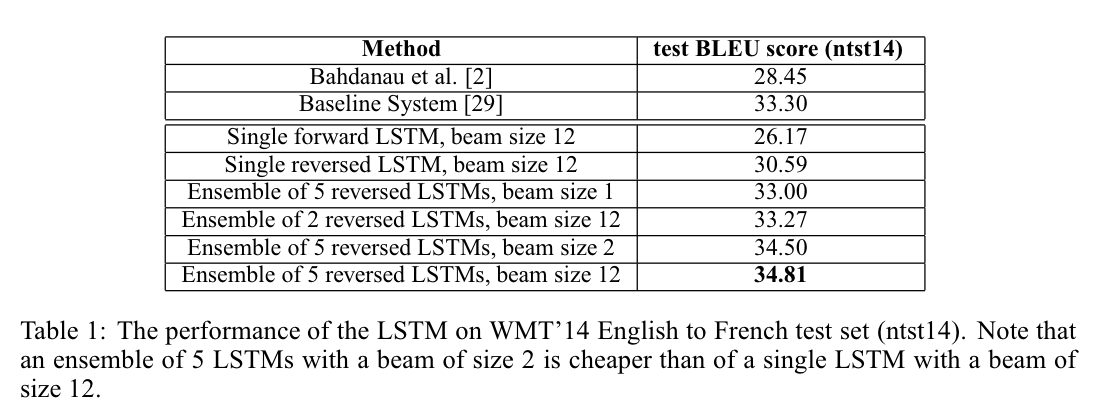 Method test BLEU score (ntst14)
Bahdanau et al. [2] 28.45
Baseline System [29] 33.30
Single forward LSTM, beam size 12 26.17
Single reversed LSTM, beam size 12 30.59
Ensemble of 5 reversed LSTMs, beam size 1 33.00
Ensemble of 2 reversed LSTMs, beam size 12 33.27
Ensemble of 5 reversed LSTMs, beam size 2 34.50
Ensemble of 5 reversed LSTMs, beam size 12 34.81
Table 1: The performance of the LSTM on WMT’14 English to French test set (ntst14). Note that
an ensemble of 5 LSTMs with a beam of size 2 is cheaper than of a single LSTM with a beam of
size 12.